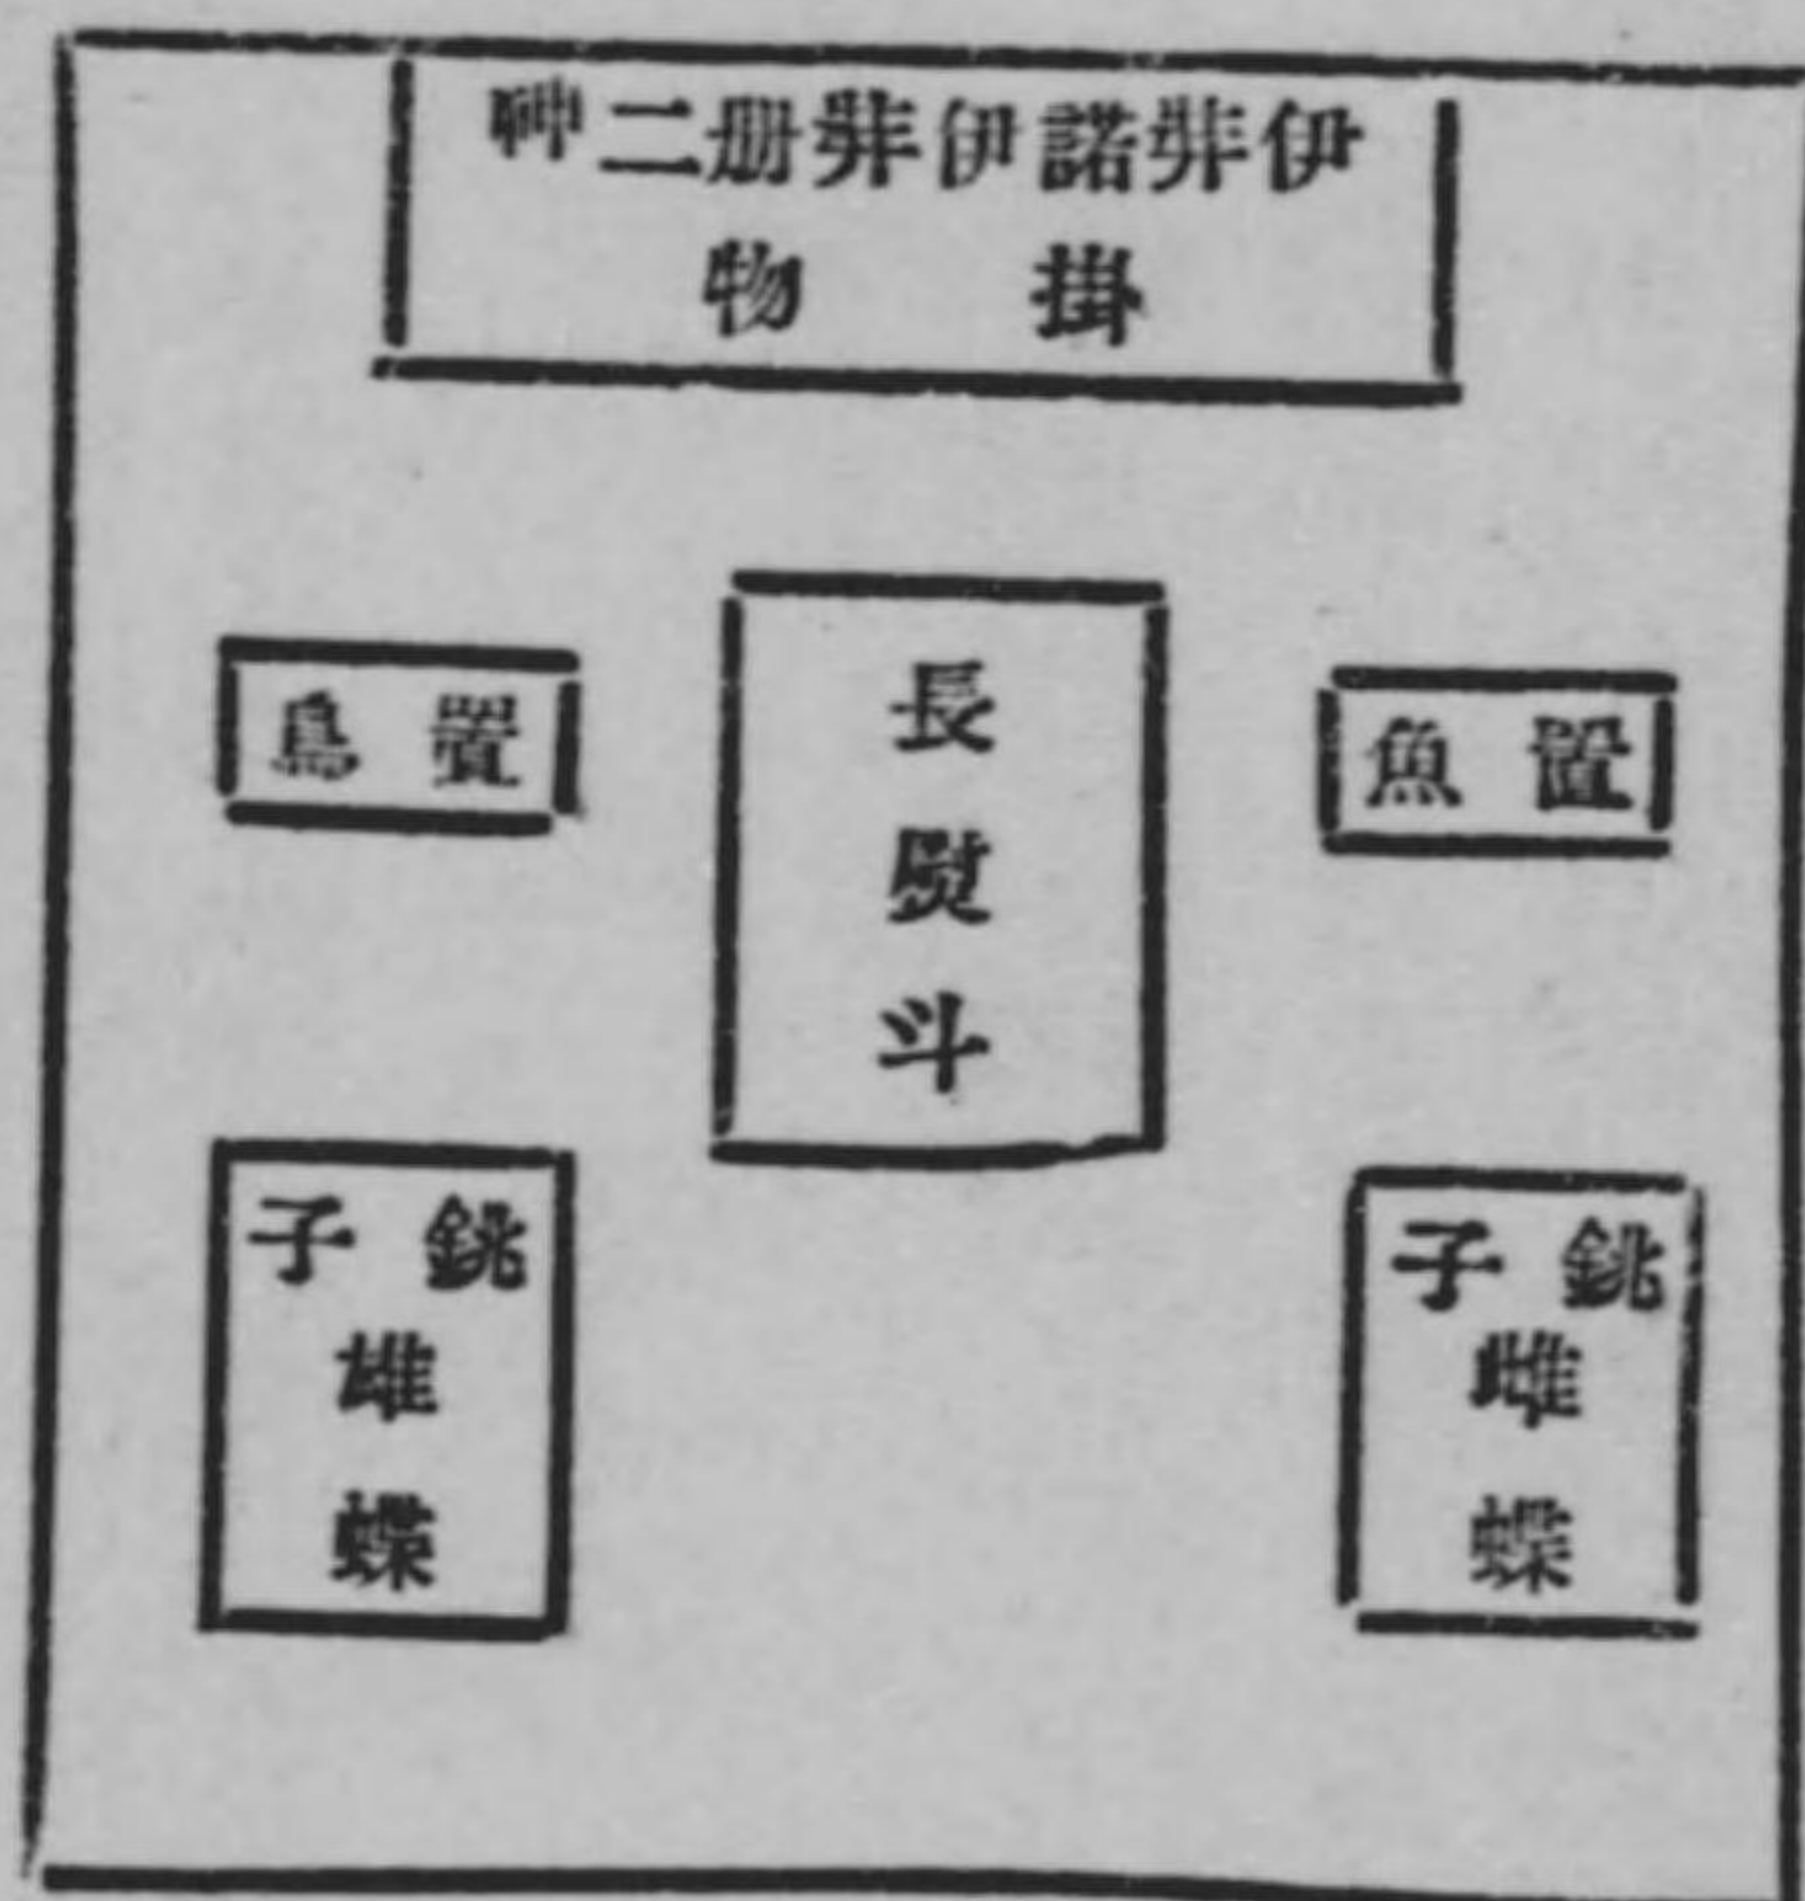 伊弉諾伊弉册二神
掛物
置魚
長熨斗
置鳥
銚子
雌蝶
銚子
雄蝶